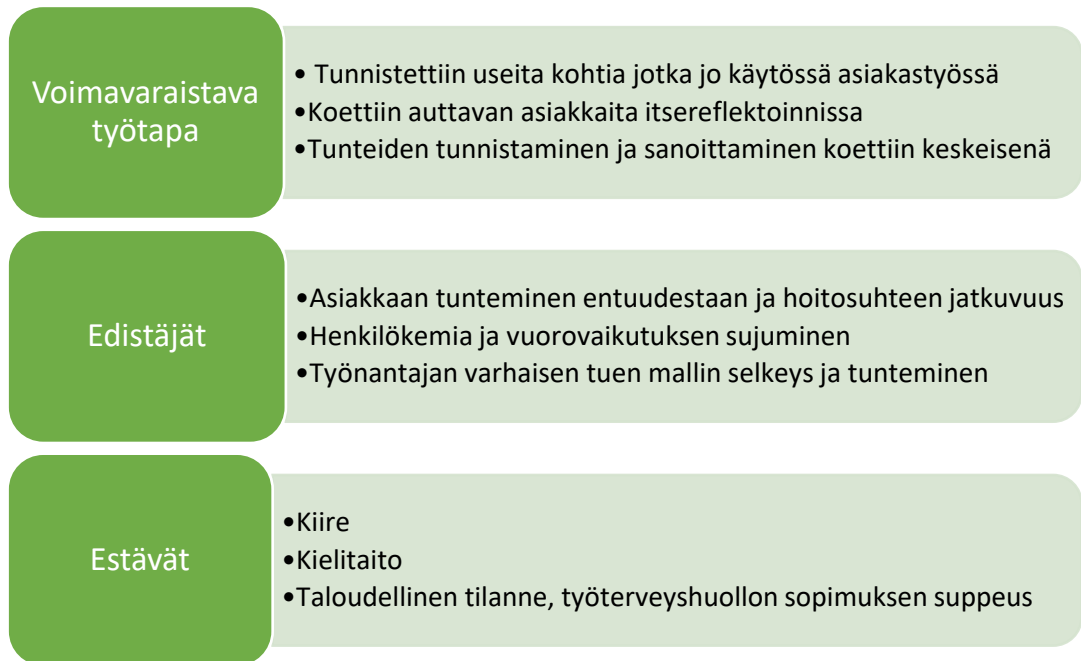 Voimavaraistava
työtapa
• Tunnistettiin useita kohtia jotka jo käytössä asiakastyössä
•Koettiin auttavan asiakkaita itsereflektoinnissa
•Tunteiden tunnistaminen ja sanoittaminen koettiin keskeisenä
Edistäjät
•Asiakkaan tunteminen entuudestaan ja hoitosuhteen jatkuvuus
•Henkilökemia ja vuorovaikutuksen sujuminen
•Työnantajan varhaisen tuen mallin selkeys ja tunteminen
Estävät
•Kiire
•Kielitaito
•Taloudellinen tilanne, työterveyshuollon sopimuksen suppeus